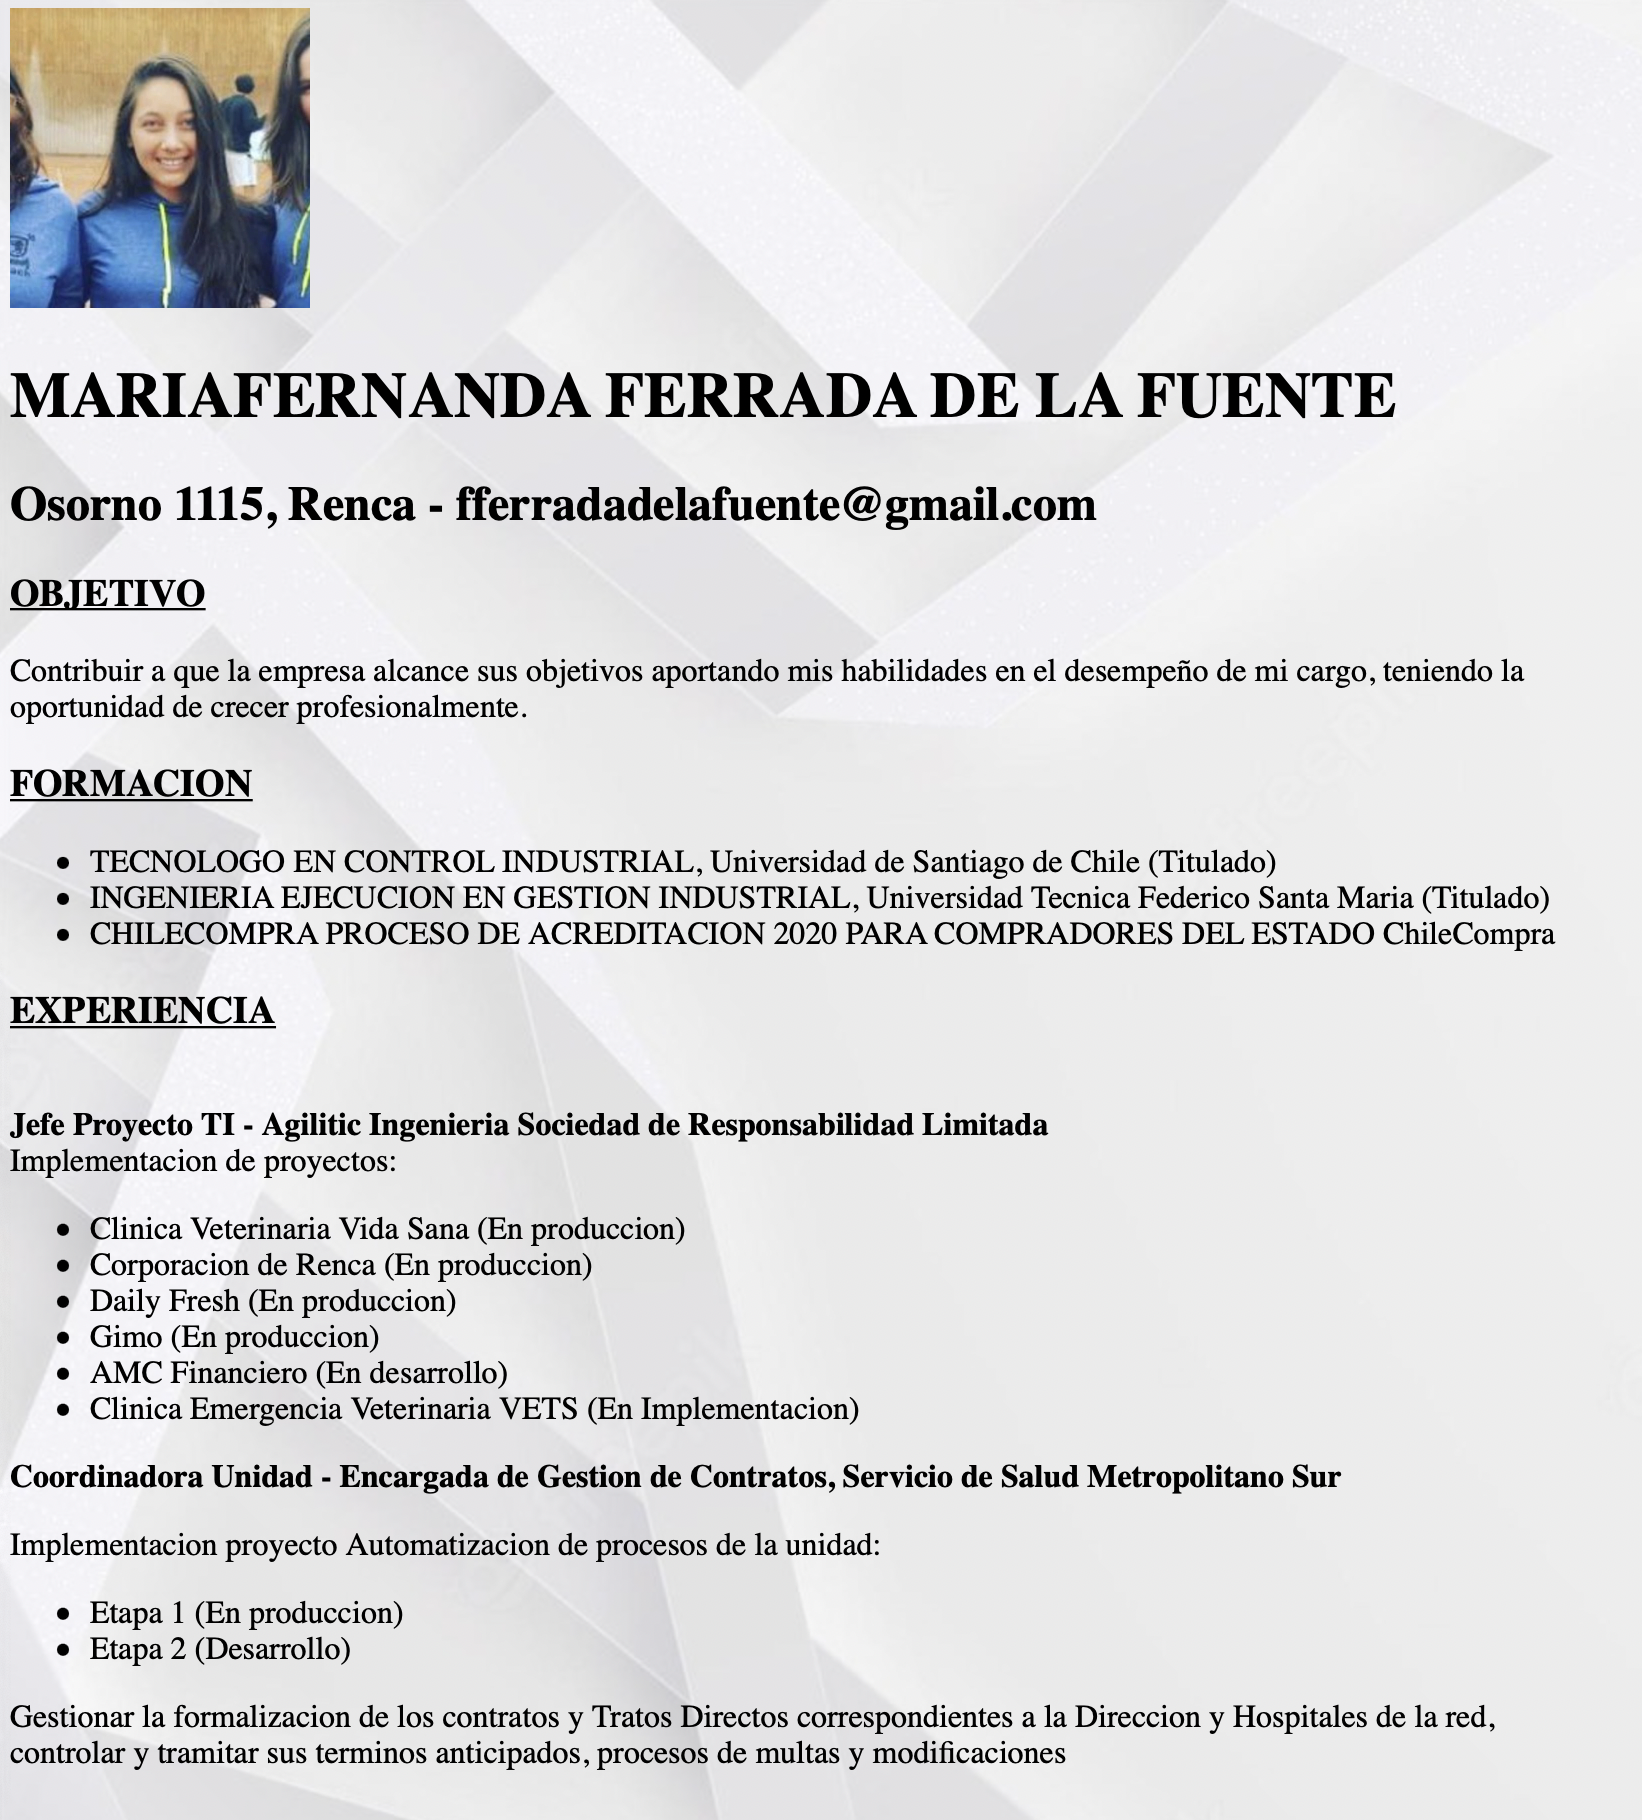 MARIAFERNANDA FERRADA DE LA FUENTE
Osorno 1115, Renca - fferradadelafuente@gmail.com
OBJETIVO
Contribuir a que la empresa alcance sus objetivos aportando mis habilidades en el desempeño de mi cargo, teniendo la
oportunidad de crecer profesionalmente.
FORMACION
• TECNOLOGO EN CONTROL INDUSTRIAL, Universidad de Santiago de Chile (Titulado)
• INGENIERIA EJECUCION EN GESTION INDUSTRIAL, Universidad Tecnica Federico Santa Maria (Titulado)
• CHILECOMPRA PROCESO DE ACREDITACION 2020 PARA COMPRADORES DEL ESTADO ChileCompra
EXPERIENCIA
Jefe Proyecto TI - Agilitic Ingenieria Sociedad de Responsabilidad Limitada
Implementacion de proyectos:
• Clinica Veterinaria Vida Sana (En produccion)
• Corporacion de Renca (En produccion)
• Daily Fresh (En produccion)
• Gimo (En produccion)
• AMC Financiero (En desarrollo)
• Clinica Emergencia Veterinaria VETS (En Implementacion)
Coordinadora Unidad - Encargada de Gestion de Contratos, Servicio de Salud Metropolitano Sur
Implementacion proyecto Automatizacion de procesos de la unidad:
• Etapa 1 (En produccion)
• Etapa 2 (Desarrollo)
Gestionar la formalizacion de los contratos y Tratos Directos correspondientes a la Direccion y Hospitales de la red,
controlar y tramitar sus terminos anticipados, procesos de multas y modificaciones